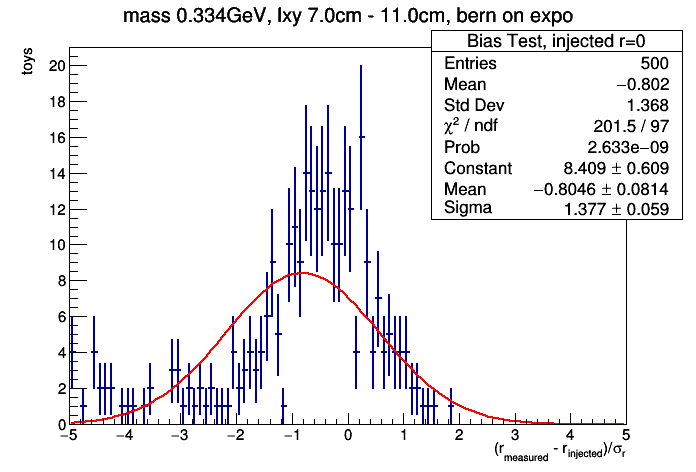 mass 0.334GeV, lxy 7.0cm - 11.0cm, bern on expo
Bias Test, injected r=0
Entries 500
Mean −0.802
Std Dev 1.368
χ² / ndf 201.5 / 97
Prob 2.633e−09
Constant 8.409 ± 0.609
Mean −0.8046 ± 0.0814
Sigma 1.377 ± 0.059
toys
20
18
16
14
12
10
8
6
4
2
0
−5 −4 −3 −2 −1 0 1 2 3 4 5
(r_measured - r_injected)/σ_r